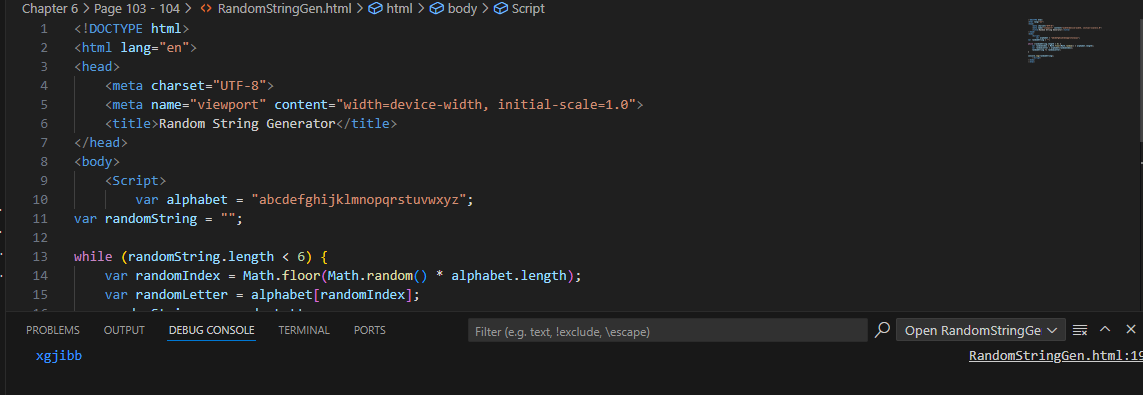 Chapter 6 > Page 103 - 104 > <> RandomStringGen.html > html > body > Script
1 <!DOCTYPE html>
2 <html lang="en">
3 <head>
4 <meta charset="UTF-8">
5 <meta name="viewport" content="width=device-width, initial-scale=1.0">
6 <title>Random String Generator</title>
7 </head>
8 <body>
9 <Script>
10 var alphabet = "abcdefghijklmnopqrstuvwxyz";
11 var randomString = "";
12
13 while (randomString.length < 6) {
14 var randomIndex = Math.floor(Math.random() * alphabet.length);
15 var randomLetter = alphabet[randomIndex];
PROBLEMS OUTPUT DEBUG CONSOLE TERMINAL PORTS Filter (e.g. text, !exclude, \escape) Open RandomStringGe
xgjibb RandomStringGen.html:19